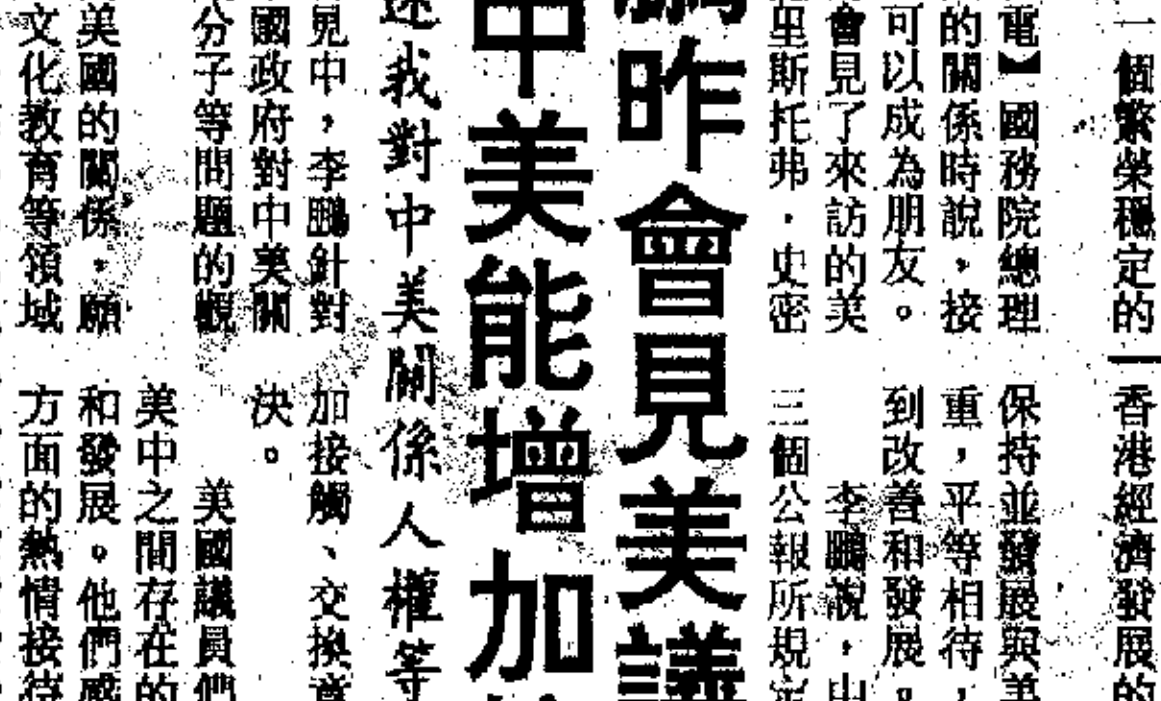 一個繁榮穩定的
香港經濟發展的
電】國務院總理
保持並發展與美
的關係時說，接
重，平等相待，
可以成為朋友。
到改善和發展。
會見了來訪的美
李鵬說，中
里斯托弗·史密
三個公報所規定
鵬昨會見美議
中美能增加
述我對中美關係人權等
見中，李鵬針對
加接觸、交換意
國政府對中美關
決。
分子等問題的觀
美國議員們
美中之間存在的
美國的關係，願
和發展。他們感
文化教育等領域
方面的熱情接待